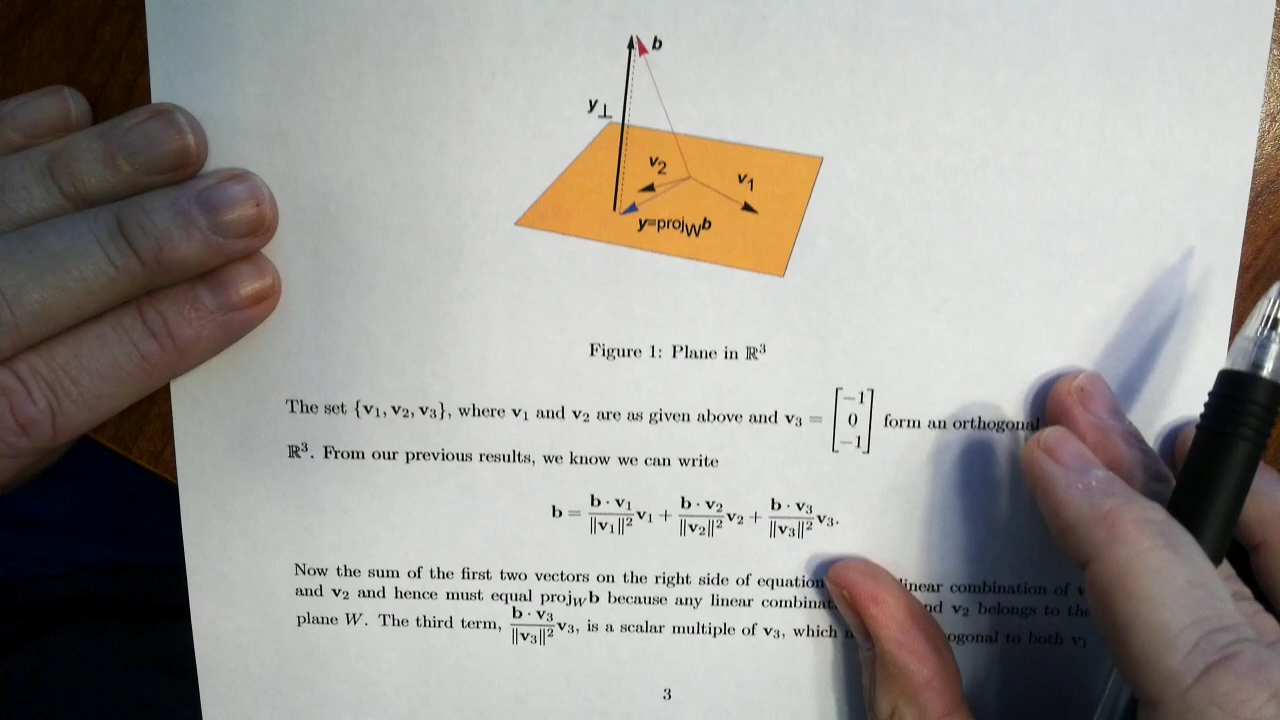 b
y⊥
v2
v1
y=projWb
Figure 1: Plane in ℝ³
The set {v₁, v₂, v₃}, where v₁ and v₂ are as given above and v₃ = [−1 0 −1] form an orthogonal
ℝ³. From our previous results, we know we can write
b = (b · v₁)/‖v₁‖² v₁ + (b · v₂)/‖v₂‖² v₂ + (b · v₃)/‖v₃‖² v₃.
Now the sum of the first two vectors on the right side of equation linear combination of
and v₂ and hence must equal proj_W b because any linear v₂ belongs to the
plane W. The third term, (b · v₃)/‖v₃‖² v₃, is a scalar multiple of v₃, which to both v₁
3